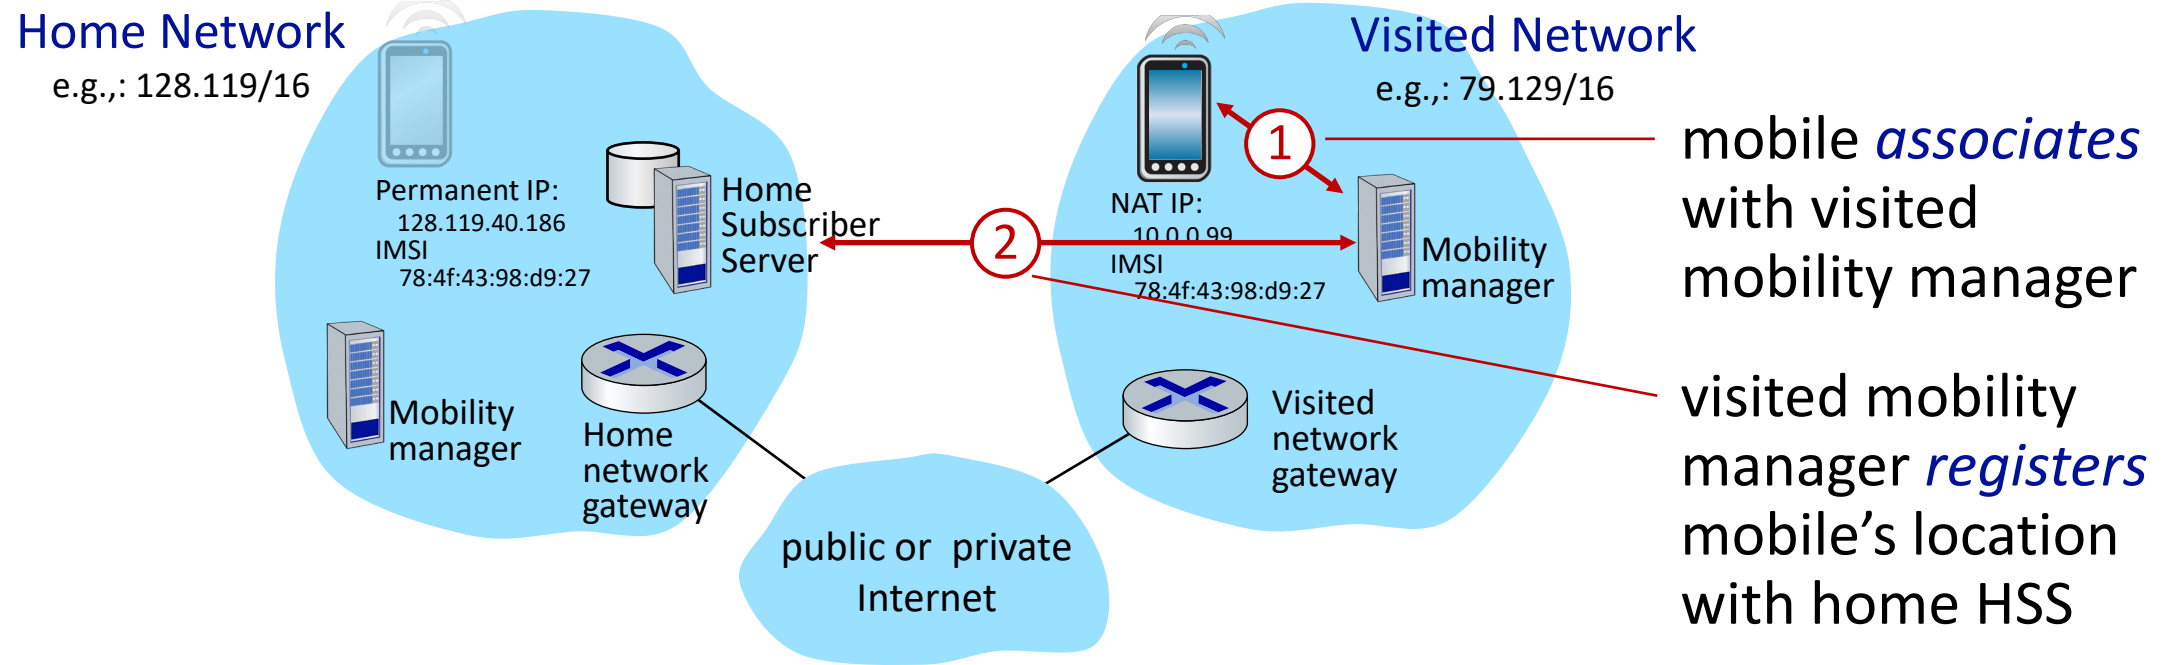 Home Network
e.g.,: 128.119/16
Permanent IP:
128.119.40.186
IMSI
78:4f:43:98:d9:27
Home
Subscriber
Server
Mobility
manager
Home
network
gateway
public or private
Internet
Visited Network
e.g.,: 79.129/16
1
2
NAT IP:
10.0.0.99
IMSI
78:4f:43:98:d9:27
Mobility
manager
Visited
network
gateway
mobile associates
with visited
mobility manager
visited mobility
manager registers
mobile’s location
with home HSS